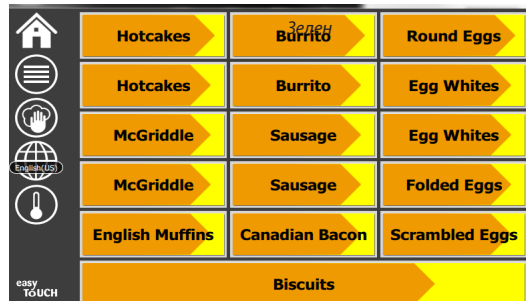 Hotcakes
Burrito
Зелен
Round Eggs
Hotcakes
Burrito
Egg Whites
McGriddle
Sausage
Egg Whites
English(US)
McGriddle
Sausage
Folded Eggs
English Muffins
Canadian Bacon
Scrambled Eggs
easy
TōUCH
Biscuits